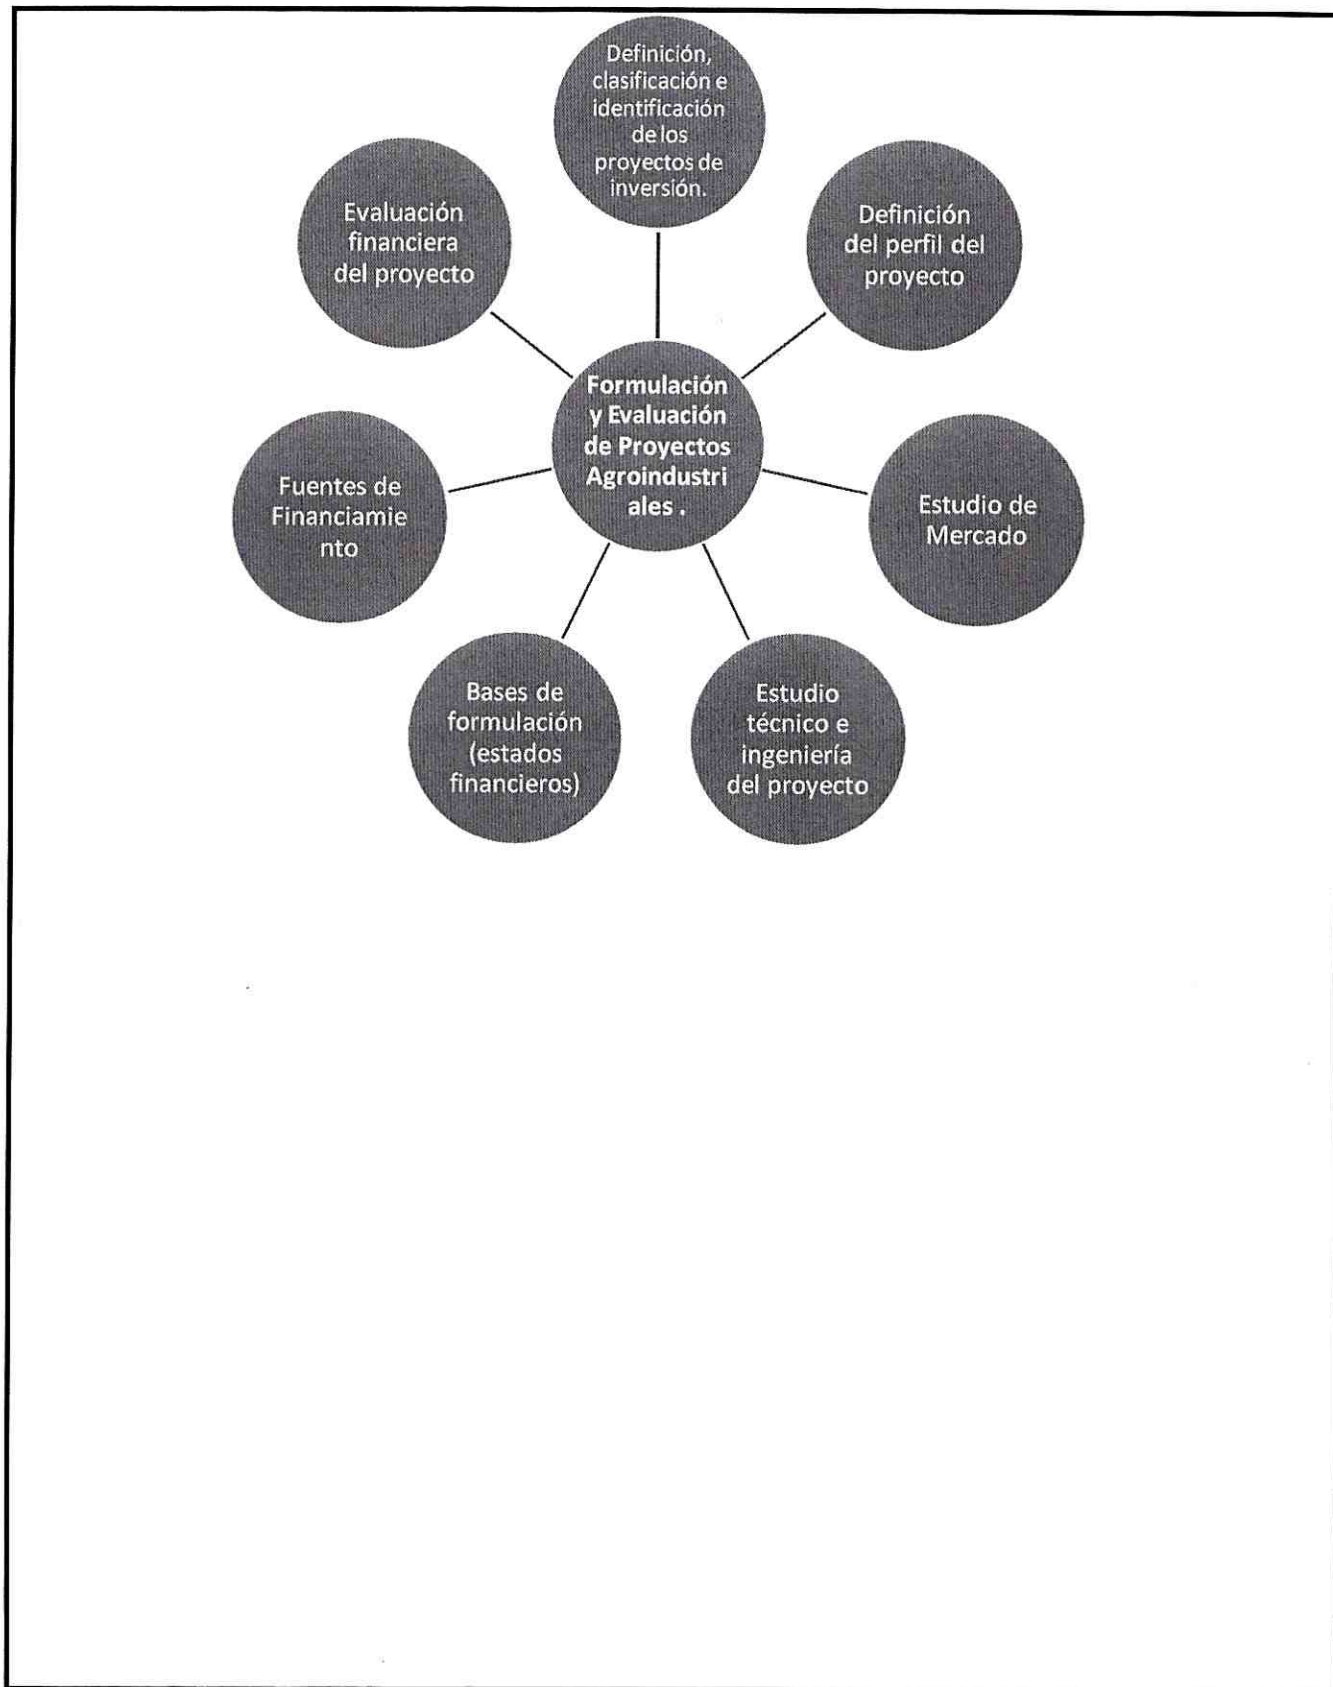 Definición,
clasificación e
identificación
de los
proyectos de
inversión.
Evaluación
financiera
del proyecto
Definición
del perfil del
proyecto
Formulación
y Evaluación
de Proyectos
Agroindustri
ales .
Fuentes de
Financiamie
nto
Estudio de
Mercado
Bases de
formulación
(estados
financieros)
Estudio
técnico e
ingeniería
del proyecto